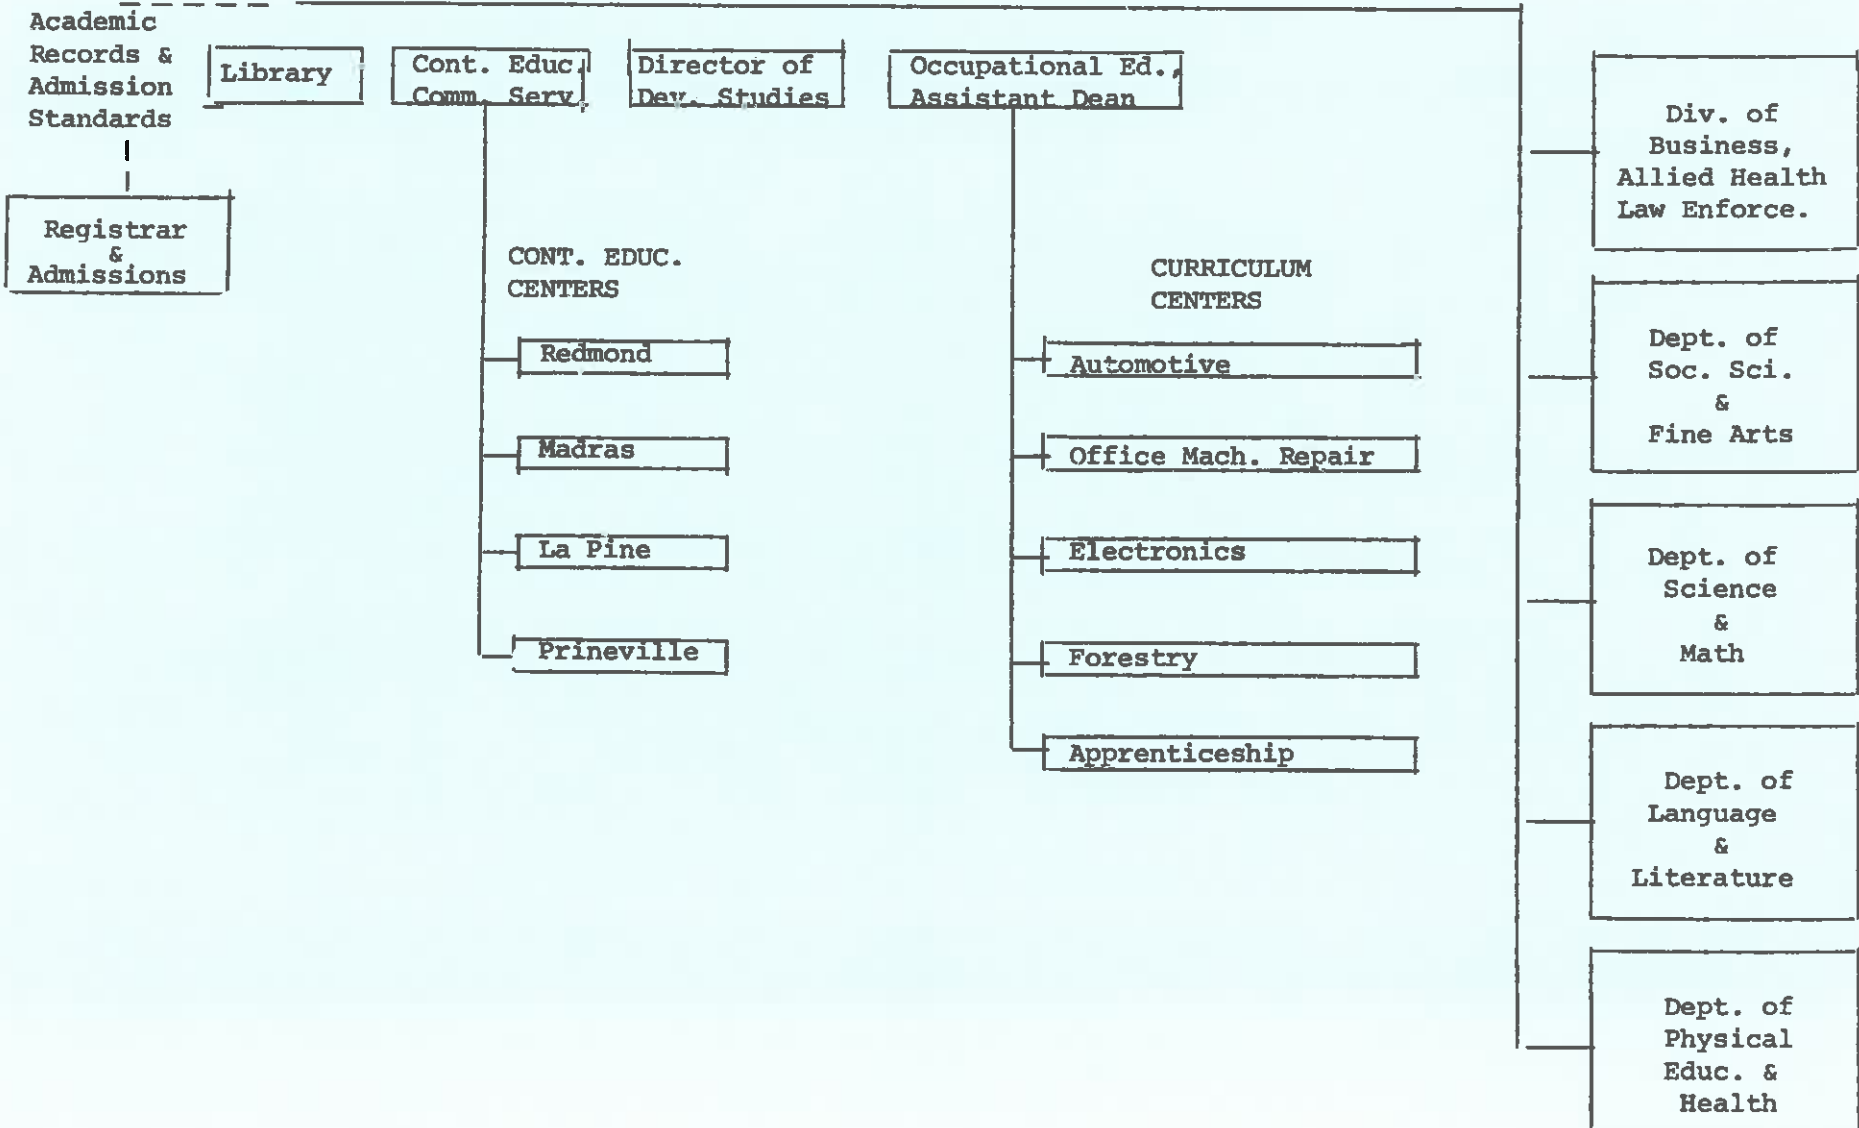 Academic
Records &
Admission
Standards
Registrar
&
Admissions
Library
Cont. Educ.
Comm. Serv.
Director of
Dev. Studies
Occupational Ed.,
Assistant Dean
CONT. EDUC.
CENTERS
Redmond
Madras
La Pine
Prineville
CURRICULUM
CENTERS
Automotive
Office Mach. Repair
Electronics
Forestry
Apprenticeship
Div. of
Business,
Allied Health
Law Enforce.
Dept. of
Soc. Sci.
&
Fine Arts
Dept. of
Science
&
Math
Dept. of
Language
&
Literature
Dept. of
Physical
Educ. &
Health